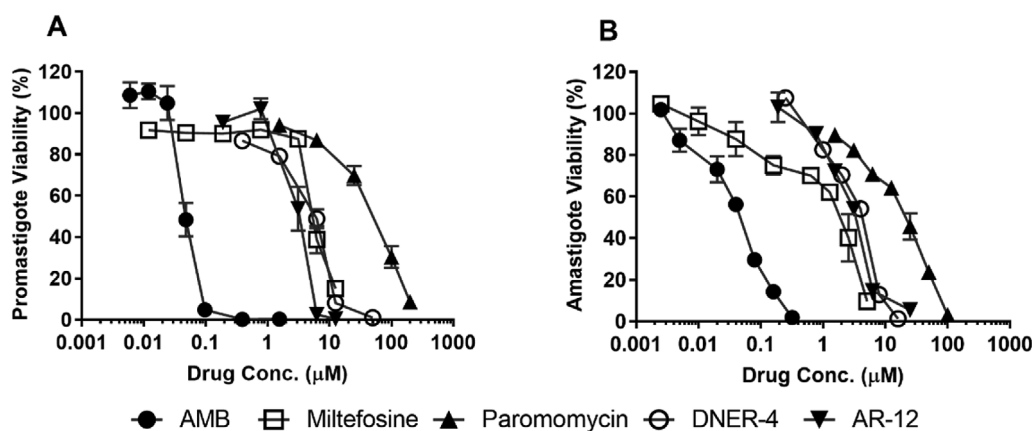 A
Promastigote Viability (%)
120
100
80
60
40
20
0
0.001 0.01 0.1 1 10 100 1000
Drug Conc. (μM)
B
Amastigote Viability (%)
120
100
80
60
40
20
0
0.001 0.01 0.1 1 10 100 1000
Drug Conc. (μM)
AMB Miltefosine Paromomycin DNER-4 AR-12